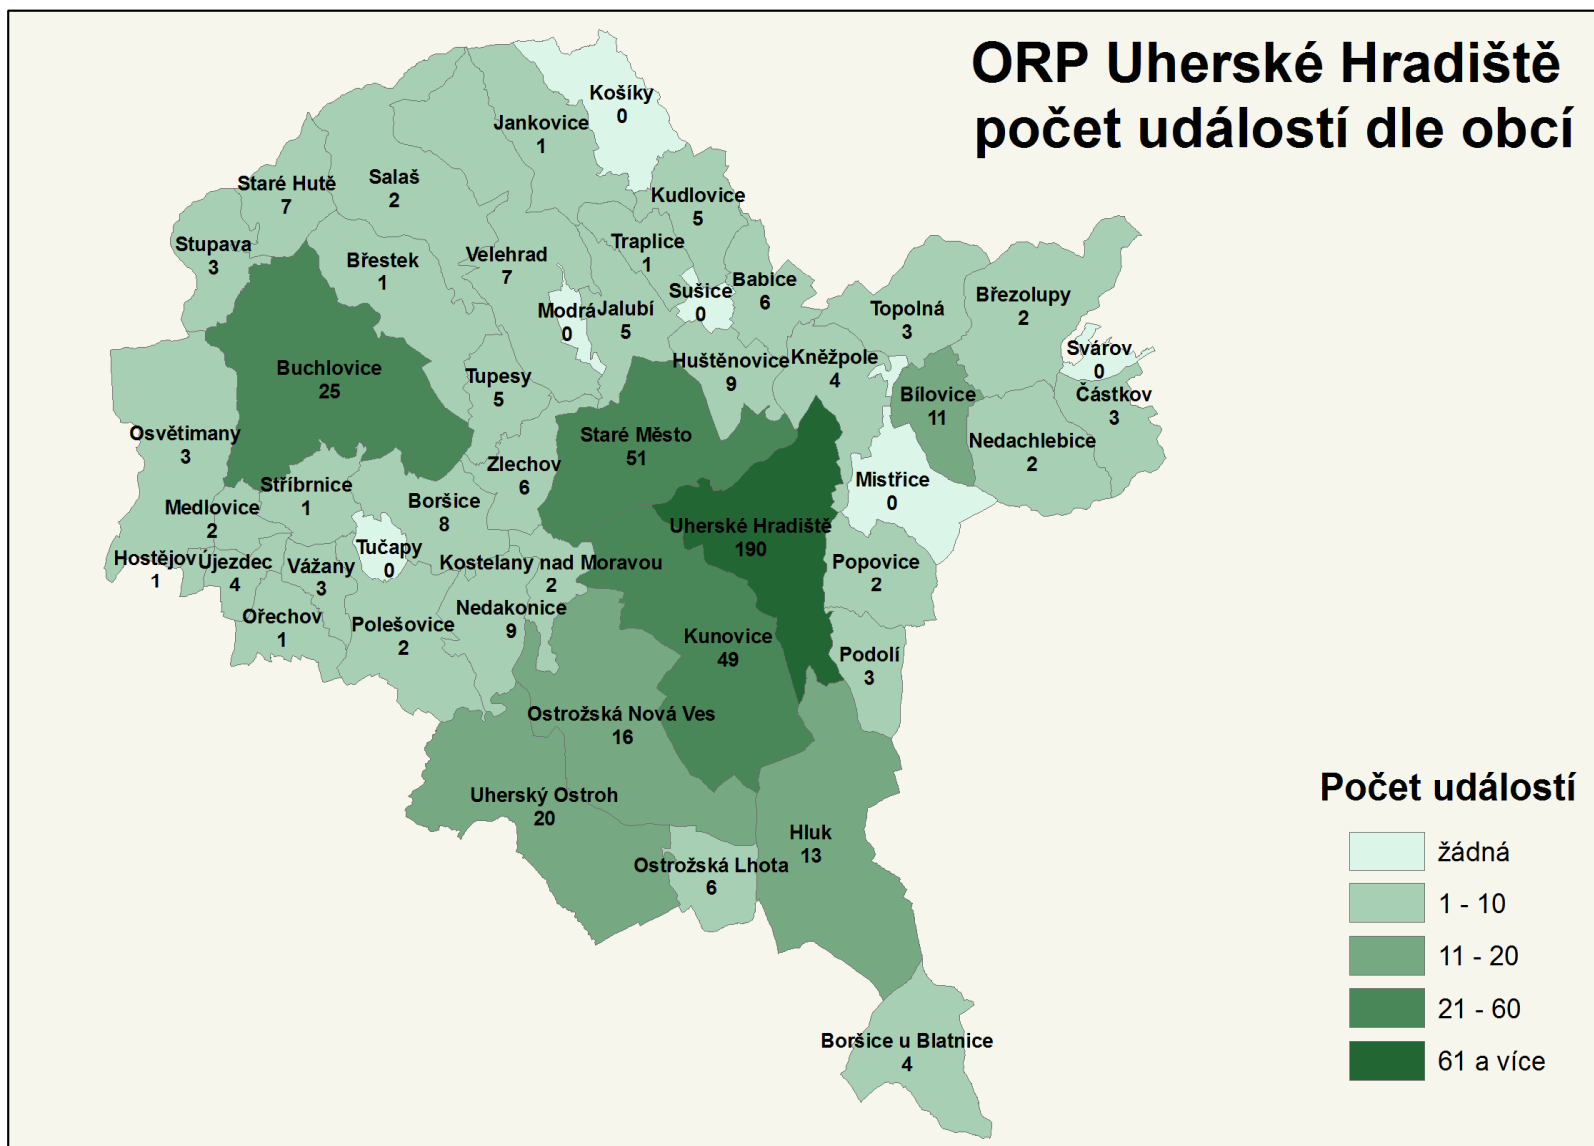 ORP Uherské Hradiště
počet událostí dle obcí
Košíky
0
Jankovice
1
Salaš
2
Staré Hutě
7
Kudlovice
5
Stupava
3
Břestek
1
Velehrad
7
Traplice
1
Babice
6
Sušice
0
Modrá
0
Jalubí
5
Topolná
3
Březolupy
2
Svárov
0
Buchlovice
25
Tupesy
5
Huštěnovice
9
Kněžpole
4
Bílovice
11
Částkov
3
Osvětimany
3
Staré Město
51
Nedachlebice
2
Zlechov
6
Stříbrnice
1
Boršice
8
Mistřice
0
Medlovice
2
Uherské Hradiště
190
Tučapy
0
Hostějov
1
Újezdec
4
Vážany
3
Kostelany nad Moravou
2
Popovice
2
Ořechov
1
Polešovice
2
Nedakonice
9
Kunovice
49
Podolí
3
Ostrožská Nová Ves
16
Uherský Ostroh
20
Hluk
13
Ostrožská Lhota
6
Boršice u Blatnice
4
Počet událostí
žádná
1 - 10
11 - 20
21 - 60
61 a více